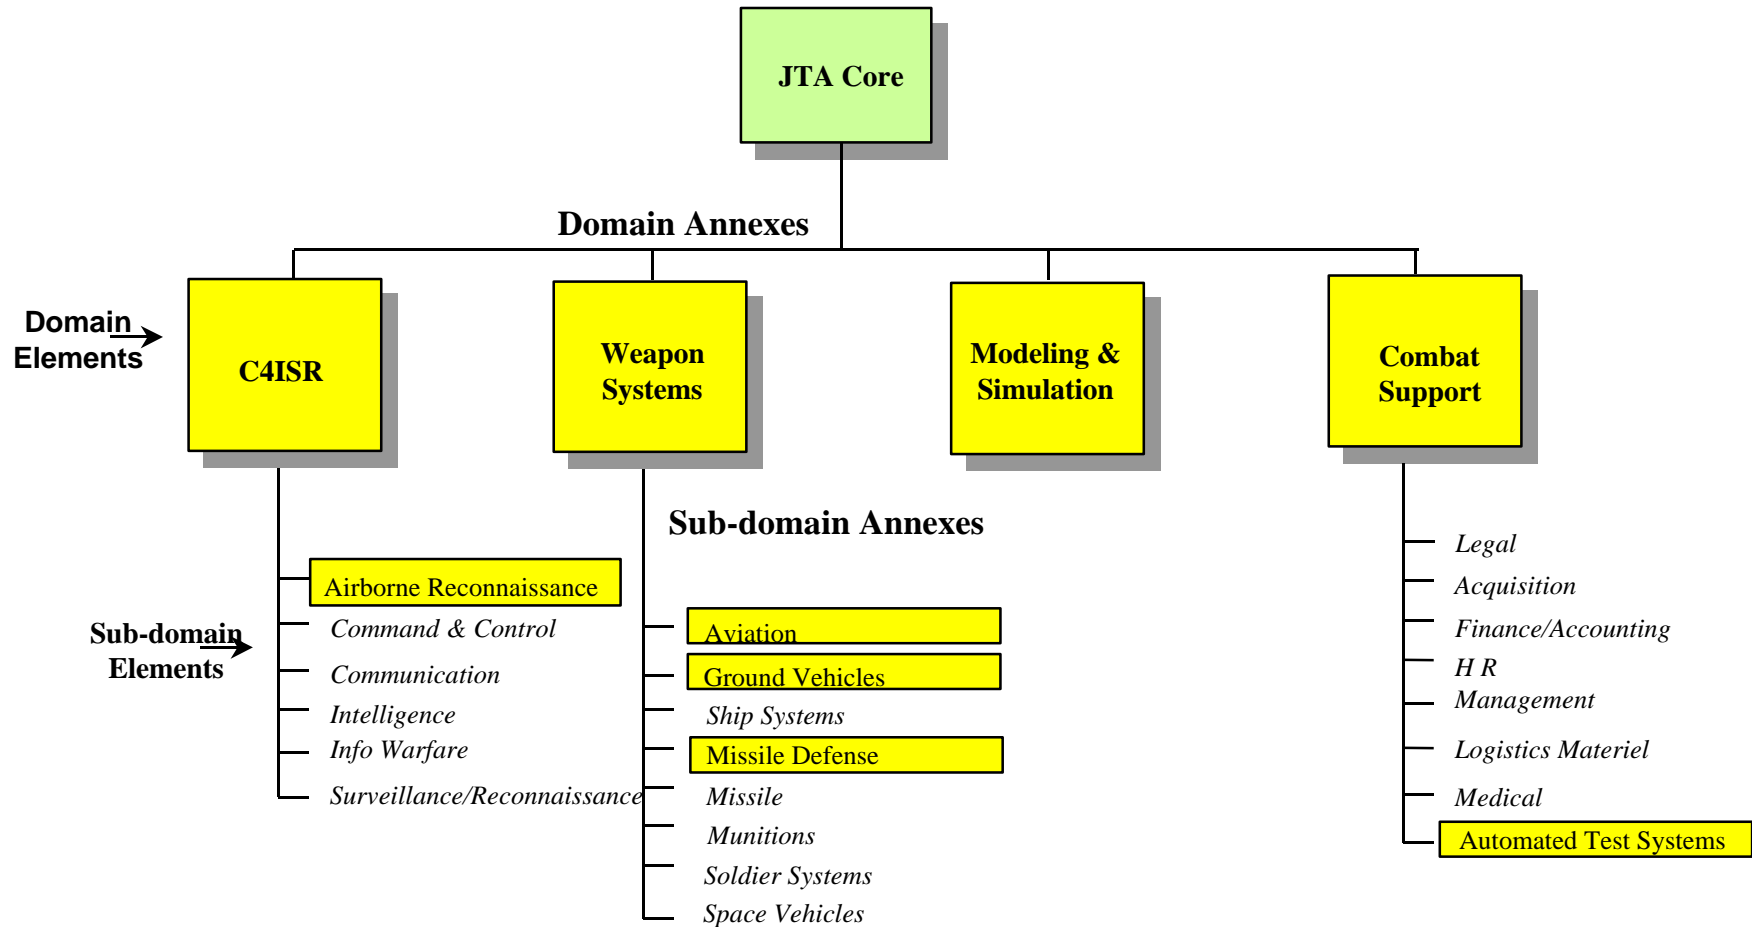 JTA Core
Domain Annexes
Domain
Elements
C4ISR
Weapon
Systems
Modeling &
Simulation
Combat
Support
Sub-domain Annexes
Sub-domain
Elements
Airborne Reconnaissance
Command & Control
Communication
Intelligence
Info Warfare
Surveillance/Reconnaissance
Aviation
Ground Vehicles
Ship Systems
Missile Defense
Missile
Munitions
Soldier Systems
Space Vehicles
Legal
Acquisition
Finance/Accounting
H R
Management
Logistics Materiel
Medical
Automated Test Systems